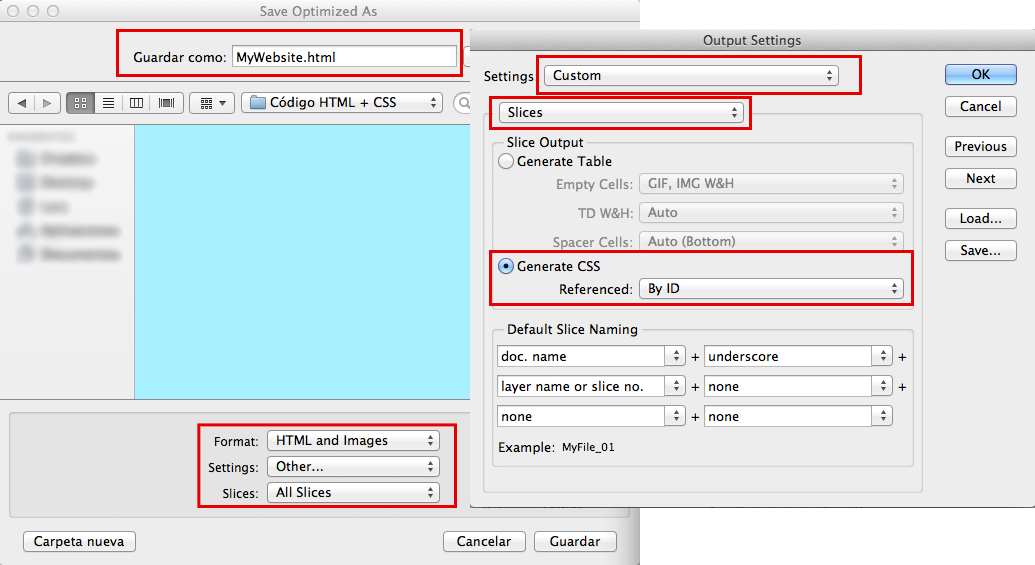 Save Optimized As
Guardar como: MyWebsite.html
Código HTML + CSS
Format: HTML and Images
Settings: Other...
Slices: All Slices
Carpeta nueva
Cancelar
Guardar
Output Settings
Settings: Custom
OK
Cancel
Previous
Next
Load...
Save...
Slices
Slice Output
Generate Table
Empty Cells: GIF, IMG W&H
TD W&H: Auto
Spacer Cells: Auto (Bottom)
Generate CSS
Referenced: By ID
Default Slice Naming
doc. name + underscore +
layer name or slice no. + none +
none + none
Example: MyFile_01